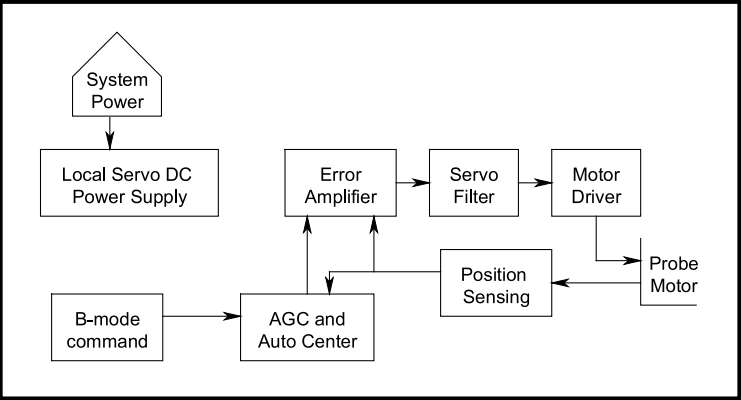 System
Power
Local Servo DC
Power Supply
Error
Amplifier
Servo
Filter
Motor
Driver
Probe
Motor
Position
Sensing
B-mode
command
AGC and
Auto Center